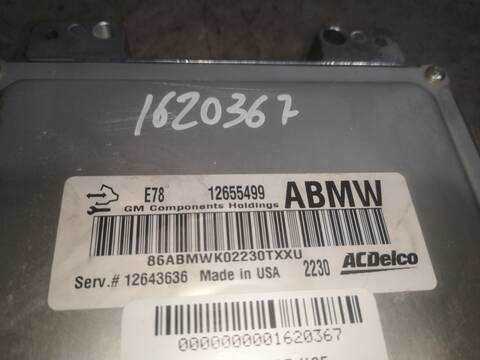 1620367
E78 12655499 ABMW
GM Components Holdings
86ABMWK02230TXXU
Serv.# 12643636 Made in USA 2230 ACDelco
0000000001620367